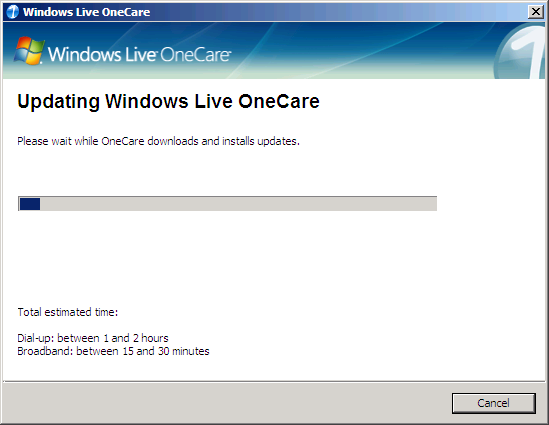 Windows Live OneCare
Windows Live OneCare
Updating Windows Live OneCare
Please wait while OneCare downloads and installs updates.
Total estimated time:
Dial-up: between 1 and 2 hours
Broadband: between 15 and 30 minutes
Cancel